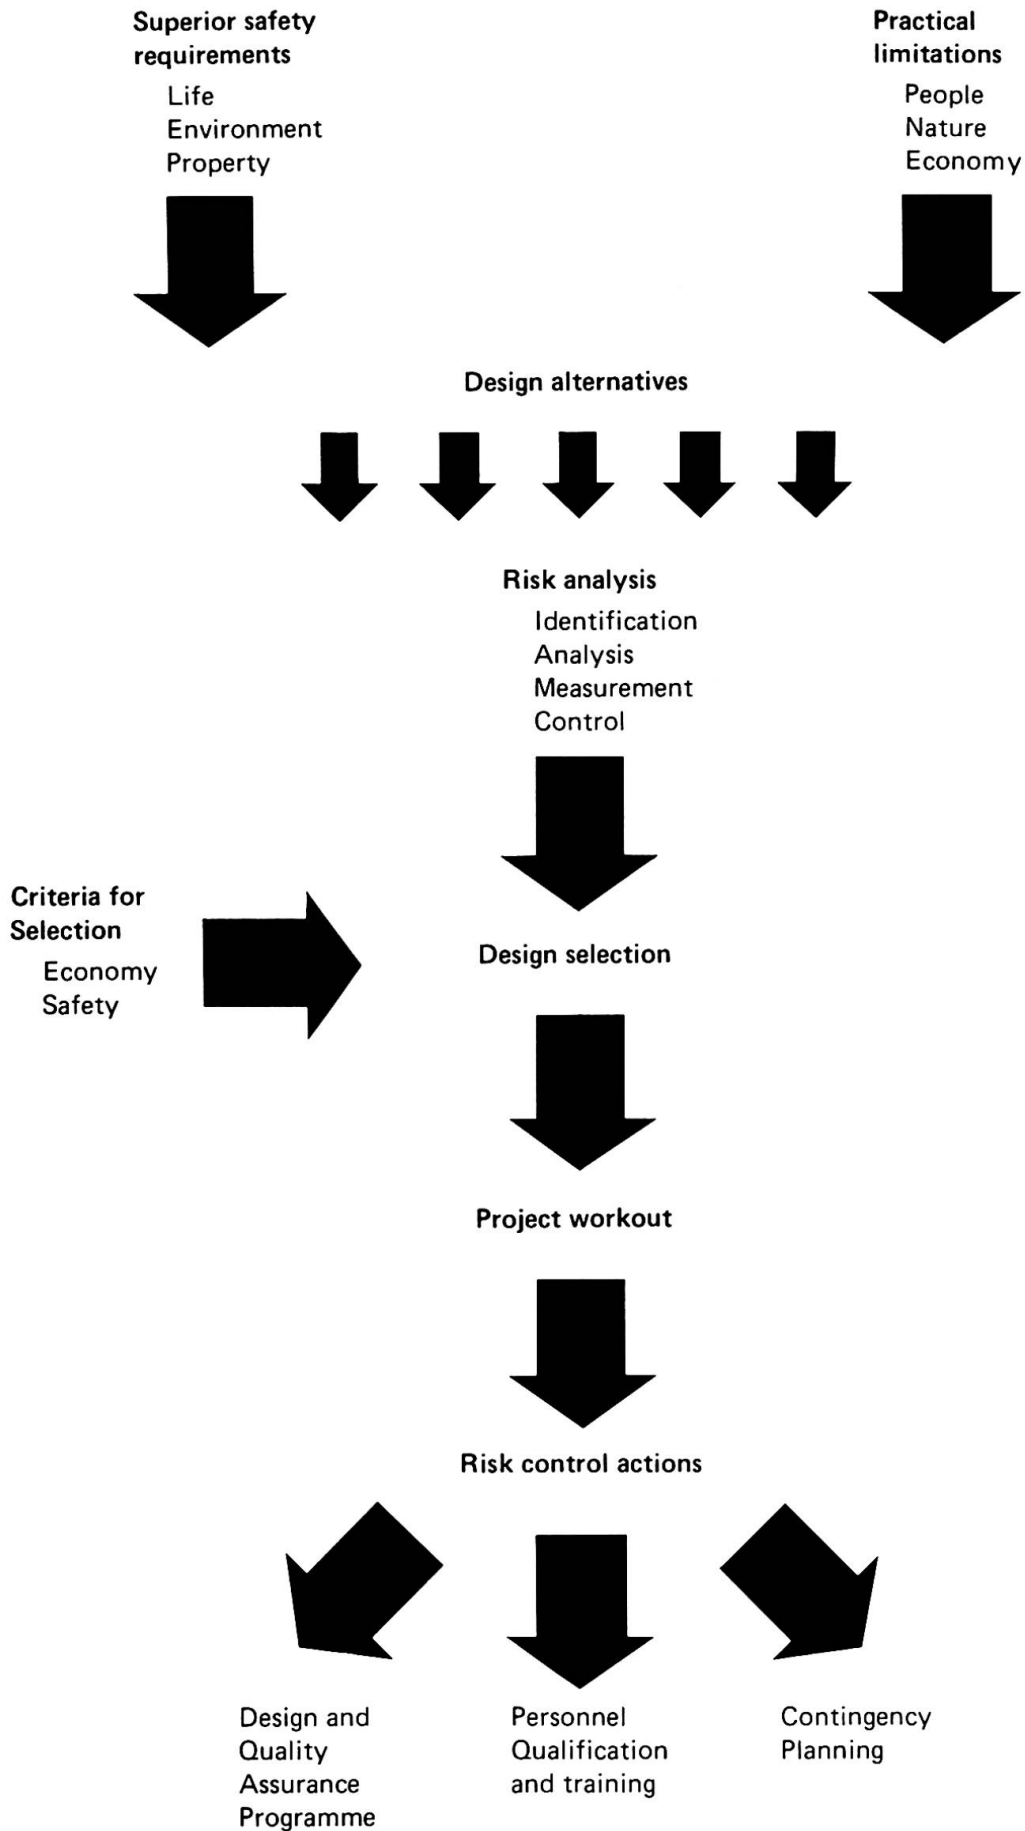 Superior safety
requirements
Life
Environment
Property
Practical
limitations
People
Nature
Economy
Design alternatives
Risk analysis
Identification
Analysis
Measurement
Control
Criteria for
Selection
Economy
Safety
Design selection
Project workout
Risk control actions
Design and
Quality
Assurance
Programme
Personnel
Qualification
and training
Contingency
Planning